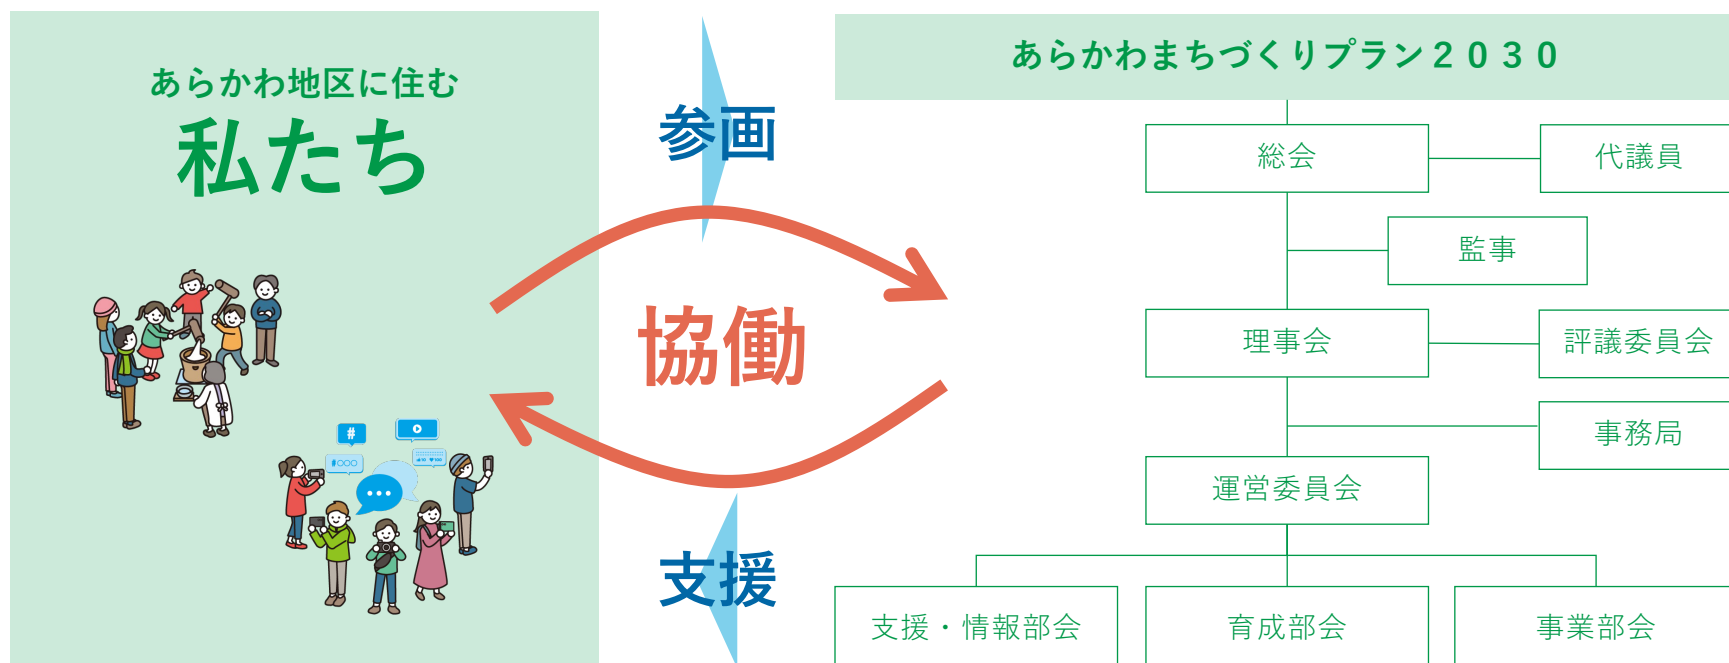 あらかわ地区に住む
私たち
#
#○○○
参画
協働
支援
あらかわまちづくりプラン２０３０
総会
代議員
監事
理事会
評議委員会
事務局
運営委員会
支援・情報部会
育成部会
事業部会